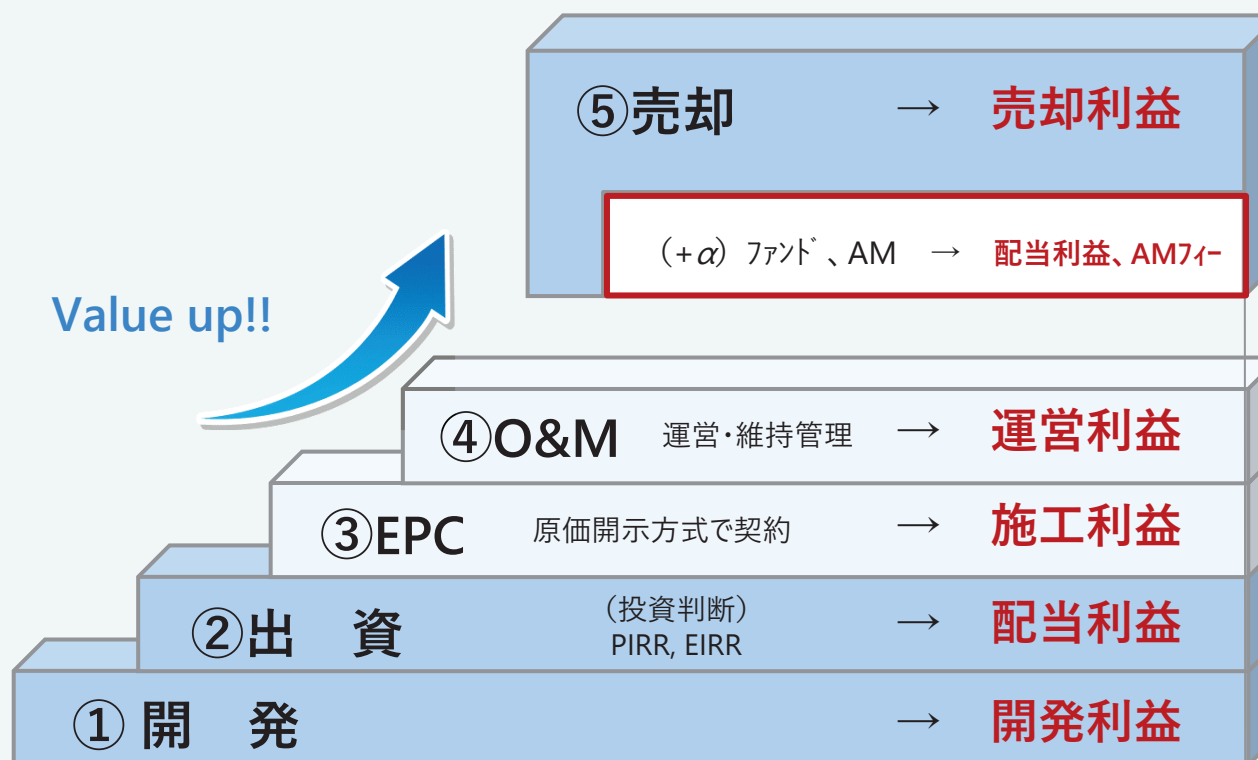 ⑤売却 → 売却利益
(+α) ﾌｧﾝﾄﾞ、AM → 配当利益、AMﾌｨｰ
Value up!!
④O&M 運営・維持管理 → 運営利益
③EPC 原価開示方式で契約 → 施工利益
②出 資 (投資判断) → 配当利益
PIRR, EIRR
①開 発 → 開発利益